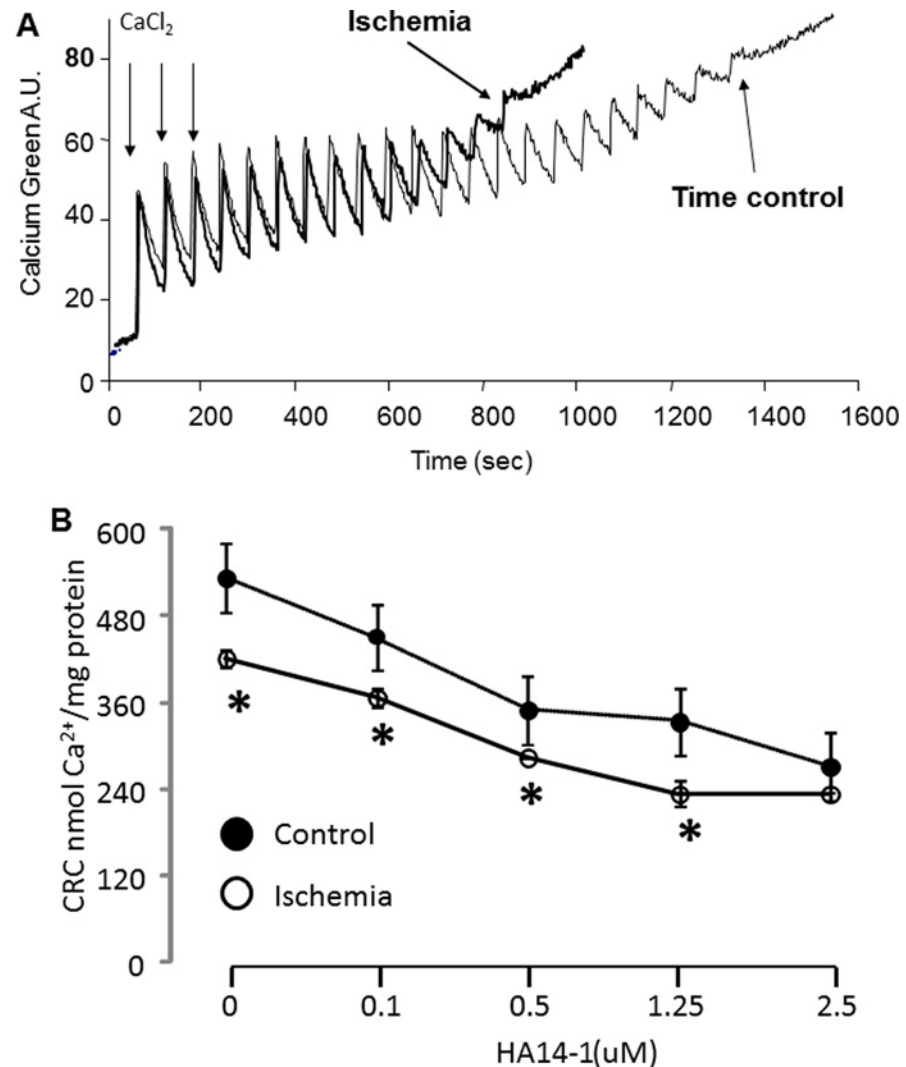 A
CaCl₂
Ischemia
Time control
Calcium Green A.U.
80
60
40
20
0
0 200 400 600 800 1000 1200 1400 1600
Time (sec)
B
CRC nmol Ca²⁺/mg protein
600
480
360
240
120
0
*
*
*
*
Control
Ischemia
0 0.1 0.5 1.25 2.5
HA14-1(uM)